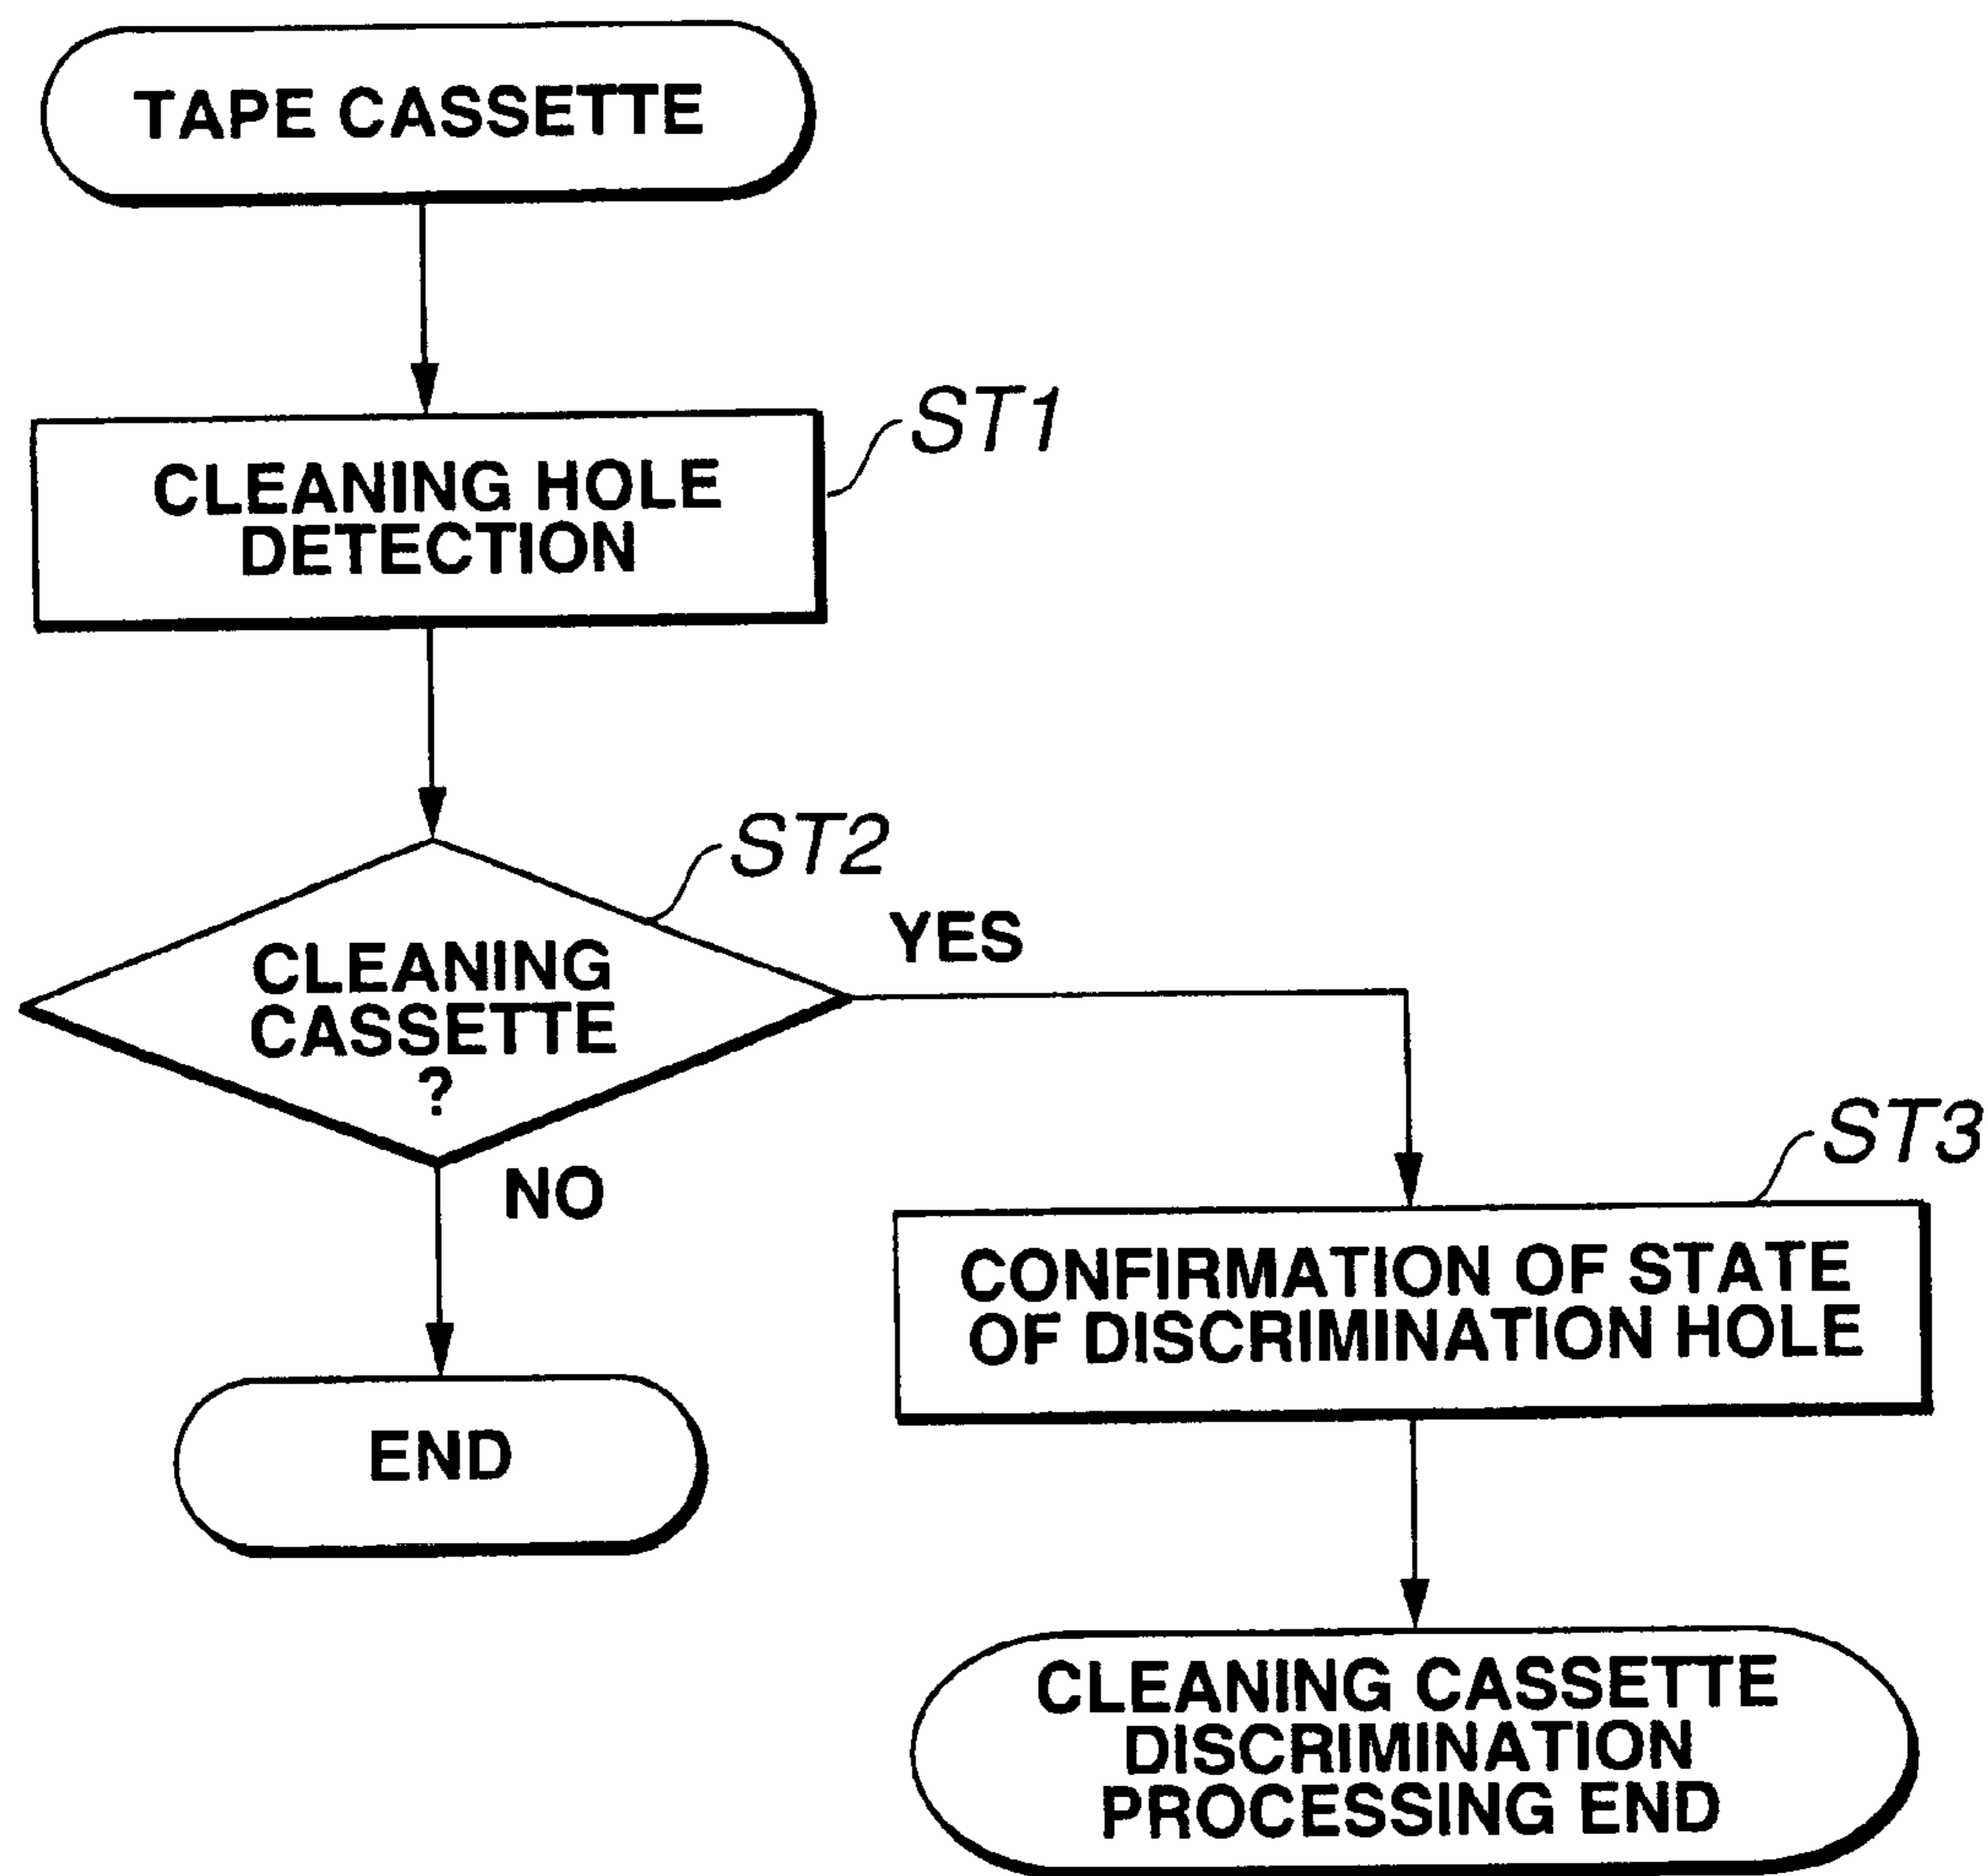 TAPE CASSETTE
ST1
CLEANING HOLE
DETECTION
ST2
YES
CLEANING
CASSETTE
?
NO
ST3
CONFIRMATION OF STATE
OF DISCRIMINATION HOLE
END
CLEANING CASSETTE
DISCRIMINATION
PROCESSING END